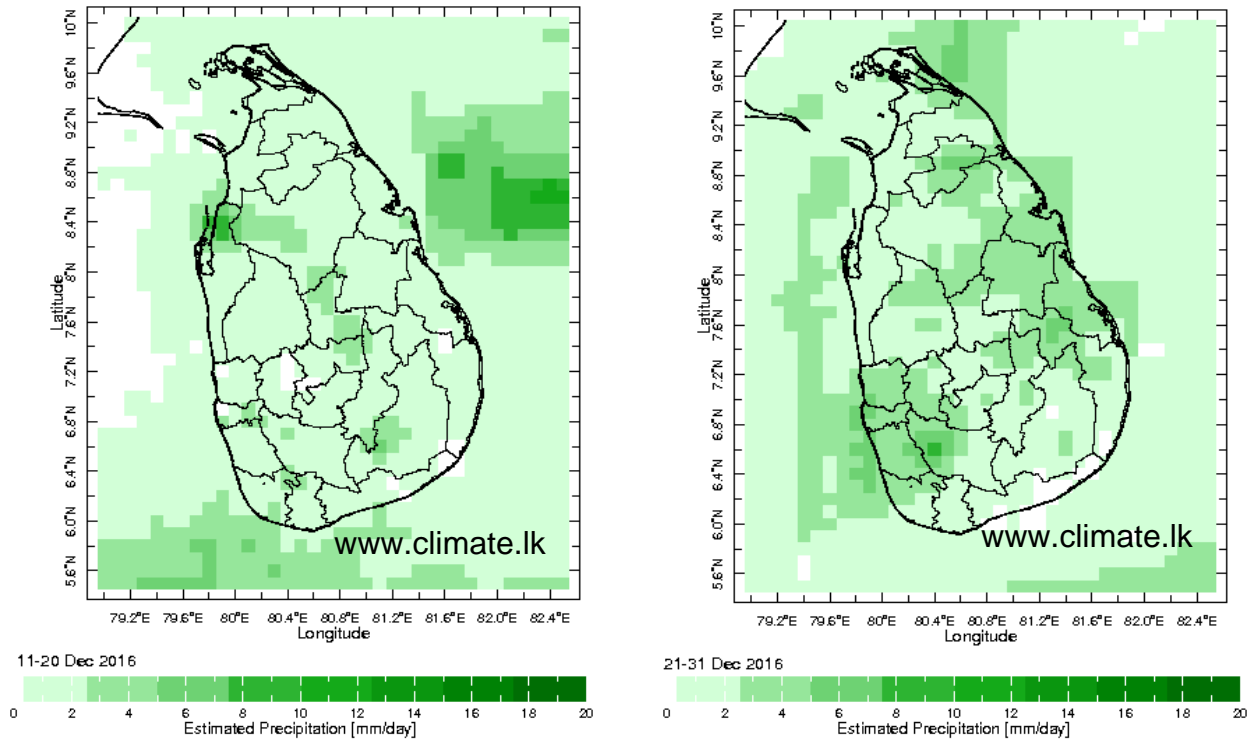 10°N
9.6°N
9.2°N
8.8°N
8.4°N
8°N
7.6°N
7.2°N
6.8°N
6.4°N
6.0°N
5.6°N
Latitude
www.climate.lk
79.2°E 79.6°E 80°E 80.4°E 80.8°E 81.2°E 81.6°E 82.0°E 82.4°E
Longitude
11-20 Dec 2016
0 2 4 6 8 10 12 14 16 18 20
Estimated Precipitation [mm/day]
10°N
9.6°N
9.2°N
8.8°N
8.4°N
8°N
7.6°N
7.2°N
6.8°N
6.4°N
6.0°N
5.6°N
Latitude
www.climate.lk
79.2°E 79.6°E 80°E 80.4°E 80.8°E 81.2°E 81.6°E 82.0°E 82.4°E
Longitude
21-31 Dec 2016
0 2 4 6 8 10 12 14 16 18 20
Estimated Precipitation [mm/day]